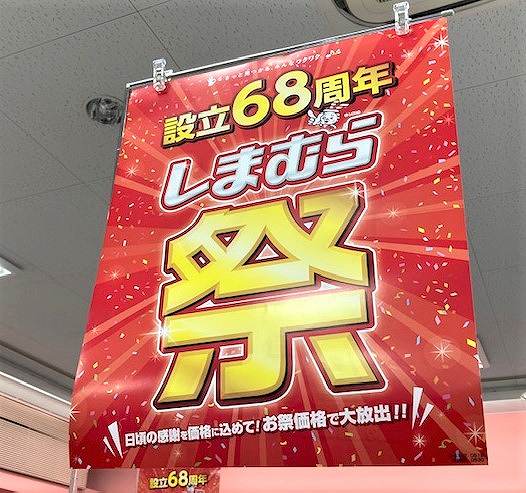 設立68周年
しまむら
祭
日頃の感謝を価格に込めて!お祭価格で大放出!!
設立68周年